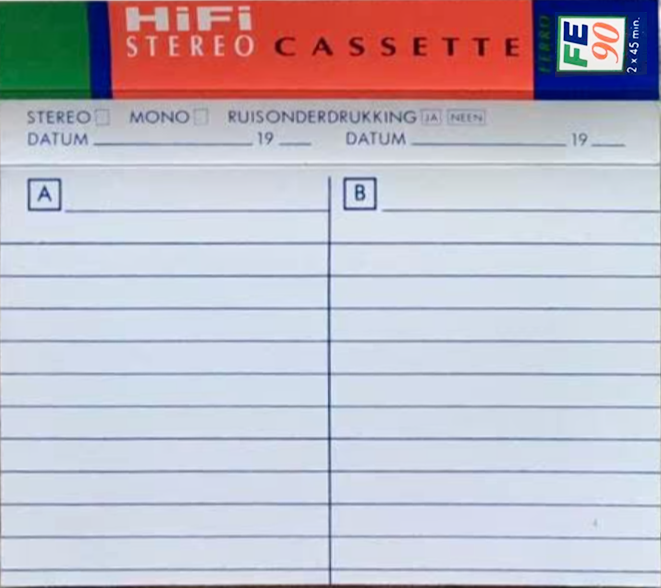 HiFi
STEREO CASSETTE
FERRO
FE
90
2 x 45 min.
STEREO MONO RUISONDERDRUKKING JA NEEN
DATUM 19 DATUM 19
A B